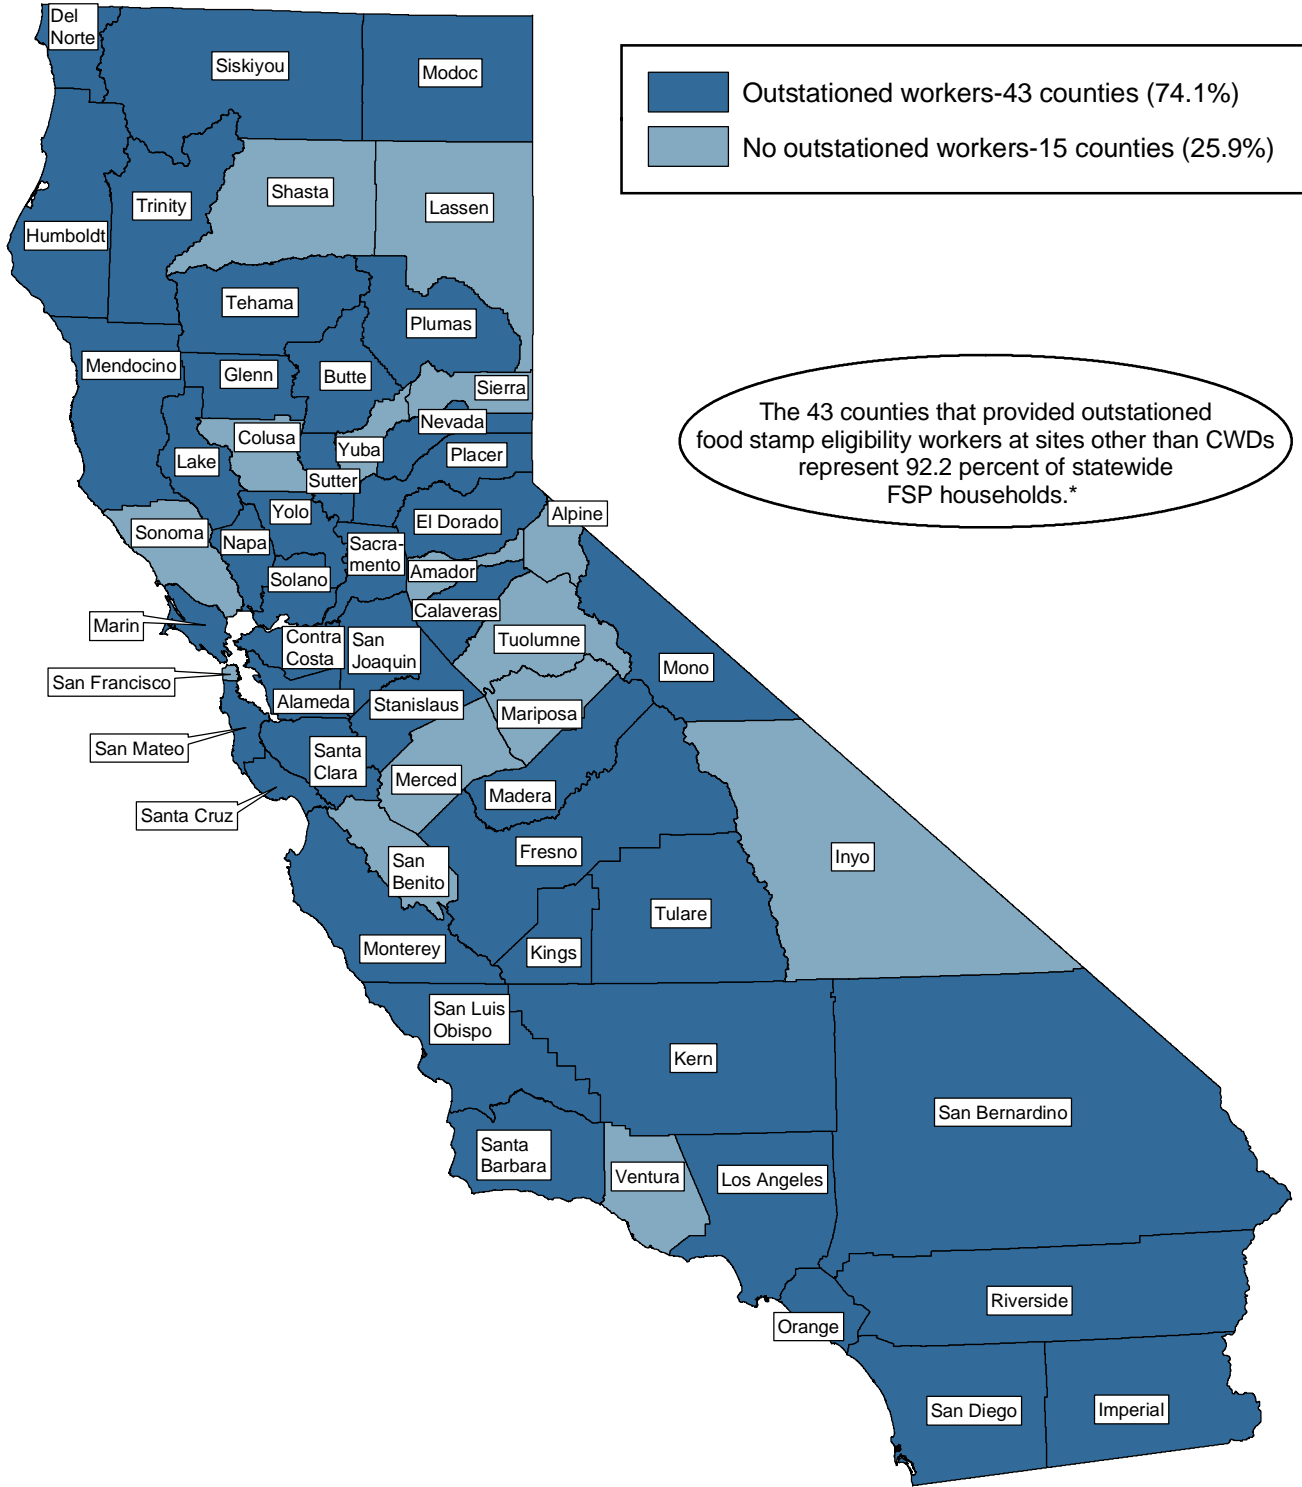 Del
Norte
Siskiyou
Modoc
Outstationed workers-43 counties (74.1%)
No outstationed workers-15 counties (25.9%)
Shasta
Lassen
Trinity
Humboldt
Tehama
Plumas
Mendocino
Glenn
Butte
Sierra
The 43 counties that provided outstationed
food stamp eligibility workers at sites other than CWDs
represent 92.2 percent of statewide
FSP households.*
Nevada
Colusa
Yuba
Placer
Lake
Sutter
Yolo
Alpine
El Dorado
Sonoma
Napa
Sacra-
mento
Amador
Solano
Calaveras
Marin
Contra
Costa
San
Joaquin
Tuolumne
Mono
San Francisco
Alameda
Stanislaus
Mariposa
San Mateo
Santa
Clara
Merced
Madera
Santa Cruz
Fresno
Inyo
San
Benito
Tulare
Monterey
Kings
San Luis
Obispo
Kern
San Bernardino
Santa
Barbara
Ventura
Los Angeles
Riverside
Orange
San Diego
Imperial